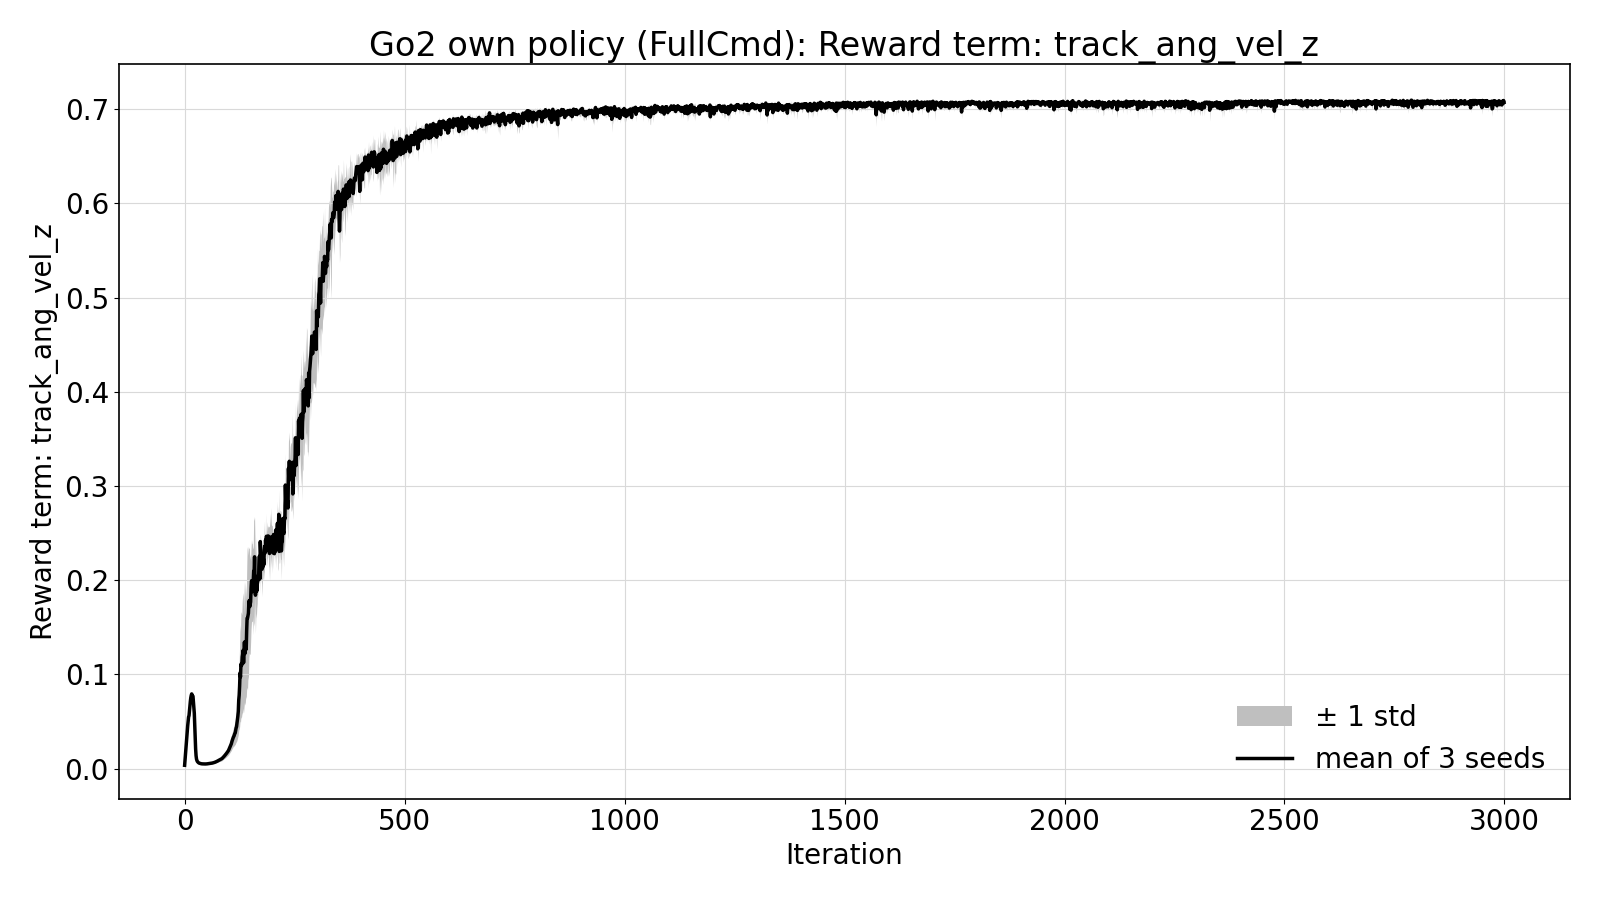 Go2 own policy (FullCmd): Reward term: track_ang_vel_z
Reward term: track_ang_vel_z
0.7
0.6
0.5
0.4
0.3
0.2
0.1
0.0
± 1 std
mean of 3 seeds
0 500 1000 1500 2000 2500 3000
Iteration